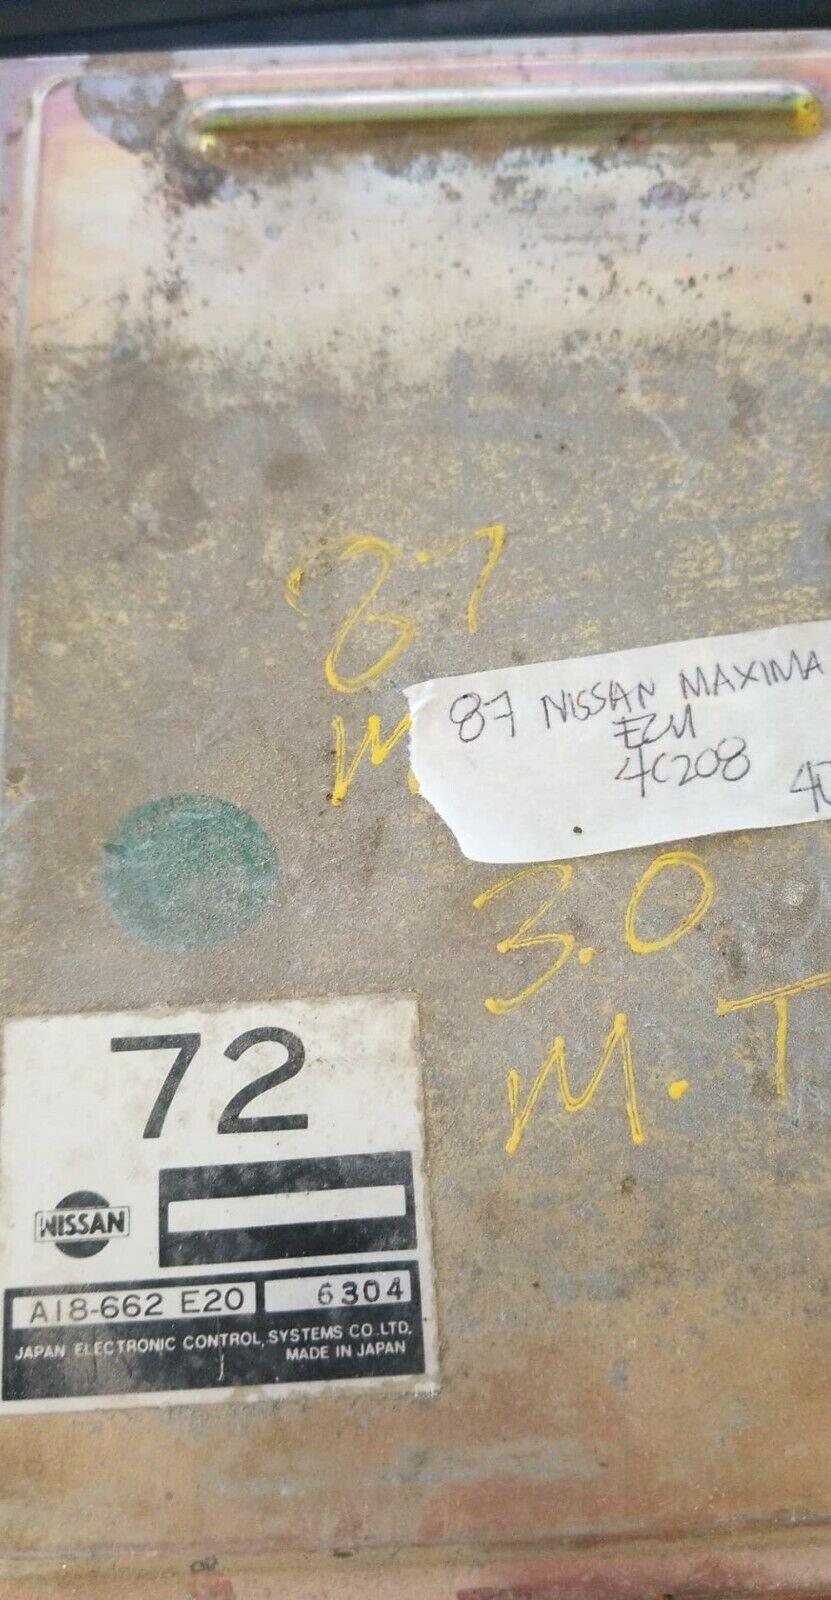 87
87 NISSAN MAXIMA
ECU
4C208
3.0
M.T
72
NISSAN
A18-662 E20
6304
JAPAN ELECTRONIC CONTROL SYSTEMS CO.,LTD.
MADE IN JAPAN